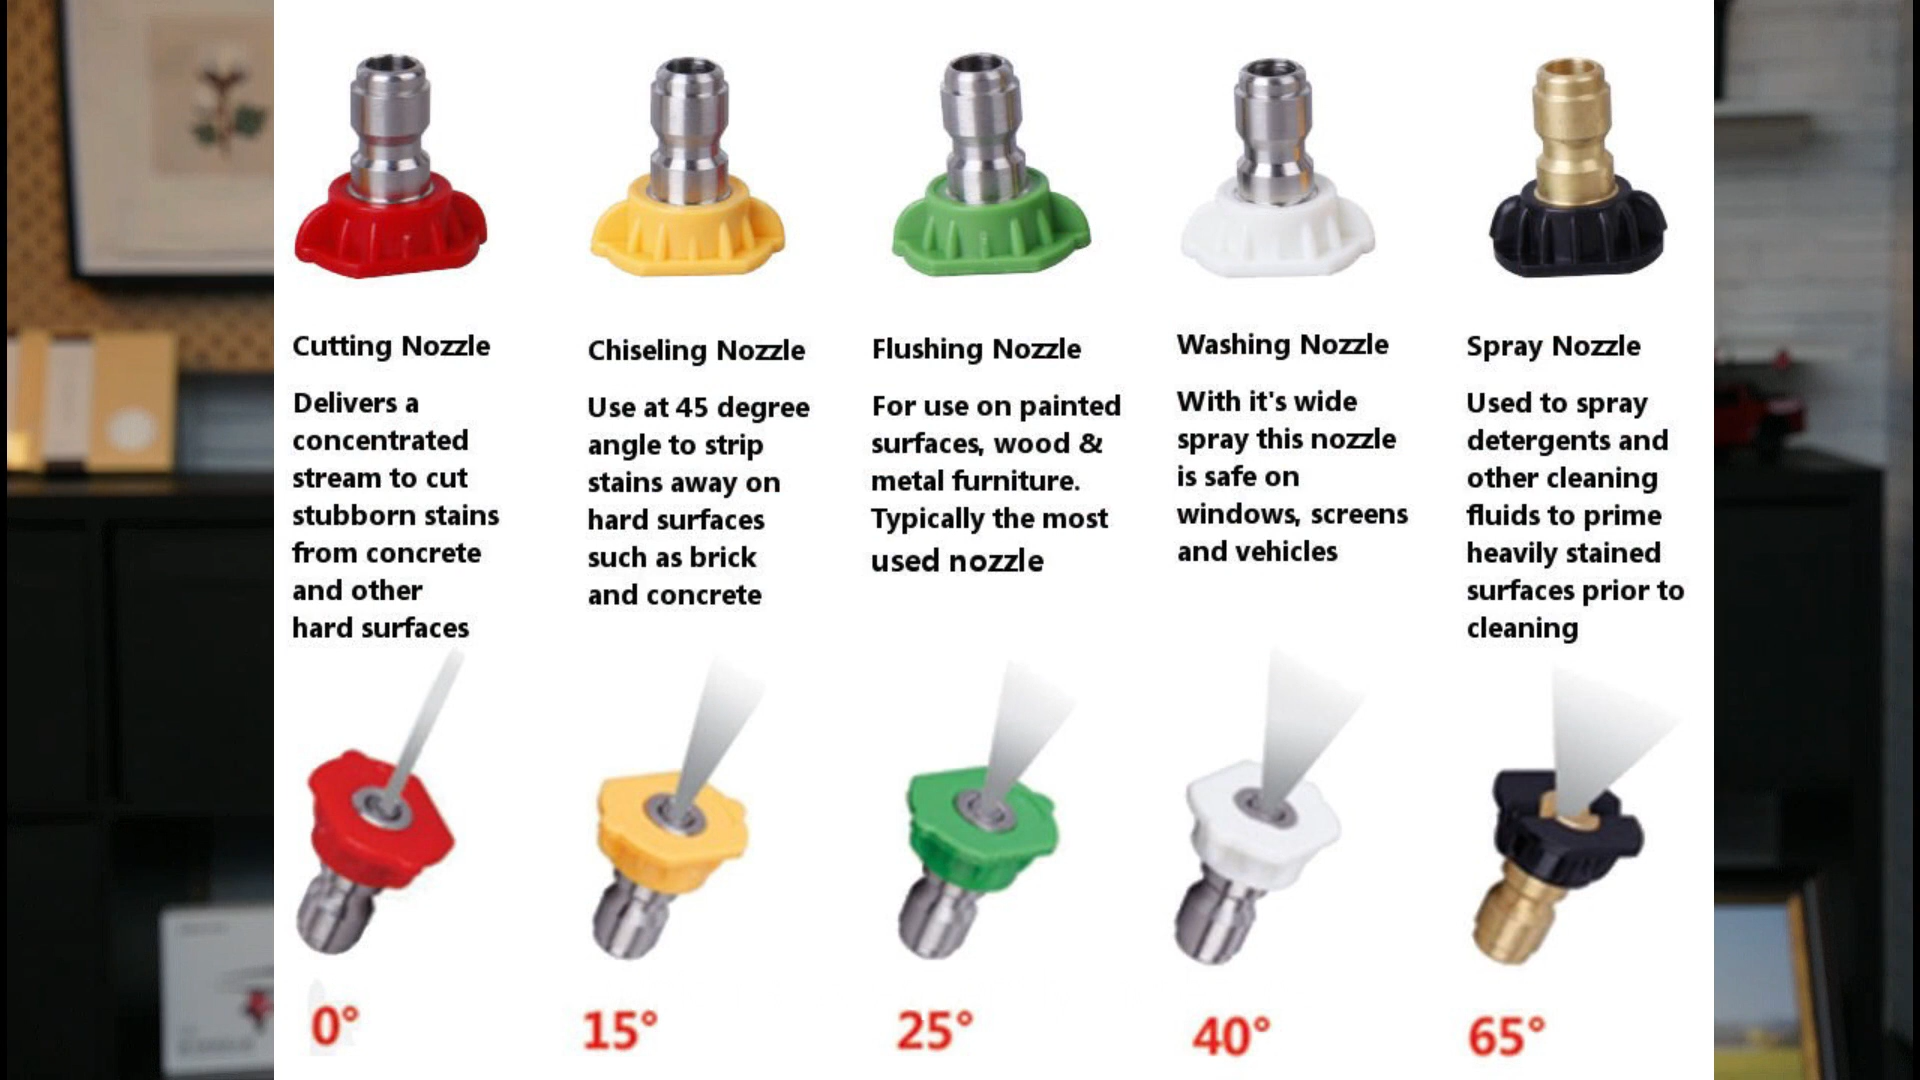 Cutting Nozzle
Delivers a
concentrated
stream to cut
stubborn stains
from concrete
and other
hard surfaces
0°
Chiseling Nozzle
Use at 45 degree
angle to strip
stains away on
hard surfaces
such as brick
and concrete
15°
Flushing Nozzle
For use on painted
surfaces, wood &
metal furniture.
Typically the most
used nozzle
25°
Washing Nozzle
With it's wide
spray this nozzle
is safe on
windows, screens
and vehicles
40°
Spray Nozzle
Used to spray
detergents and
other cleaning
fluids to prime
heavily stained
surfaces prior to
cleaning
65°